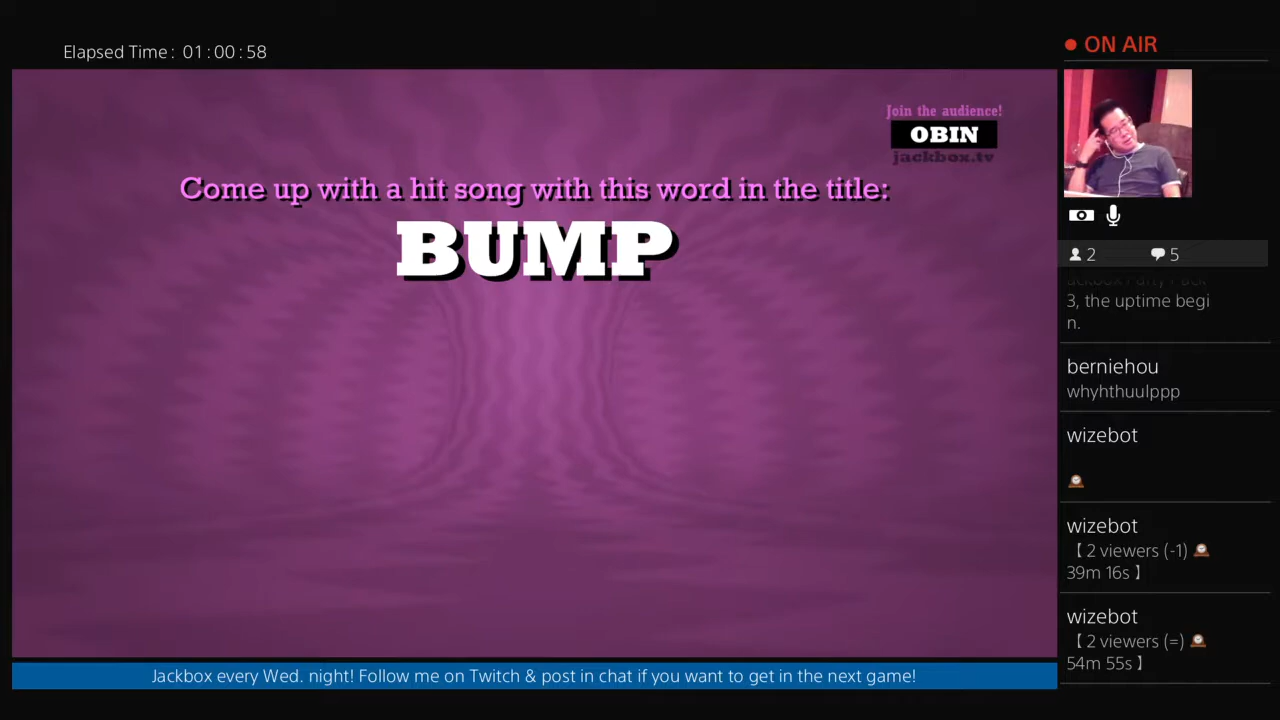 Elapsed Time: 01:00:58
ON AIR
Join the audience!
OBIN
jackbox.tv
Come up with a hit song with this word in the title:
BUMP
2 5
3, the uptime begi
n.
berniehou
whyhthuulppp
wizebot
wizebot
【2 viewers (-1)
39m 16s】
wizebot
【2 viewers (=)
54m 55s】
Jackbox every Wed. night! Follow me on Twitch & post in chat if you want to get in the next game!